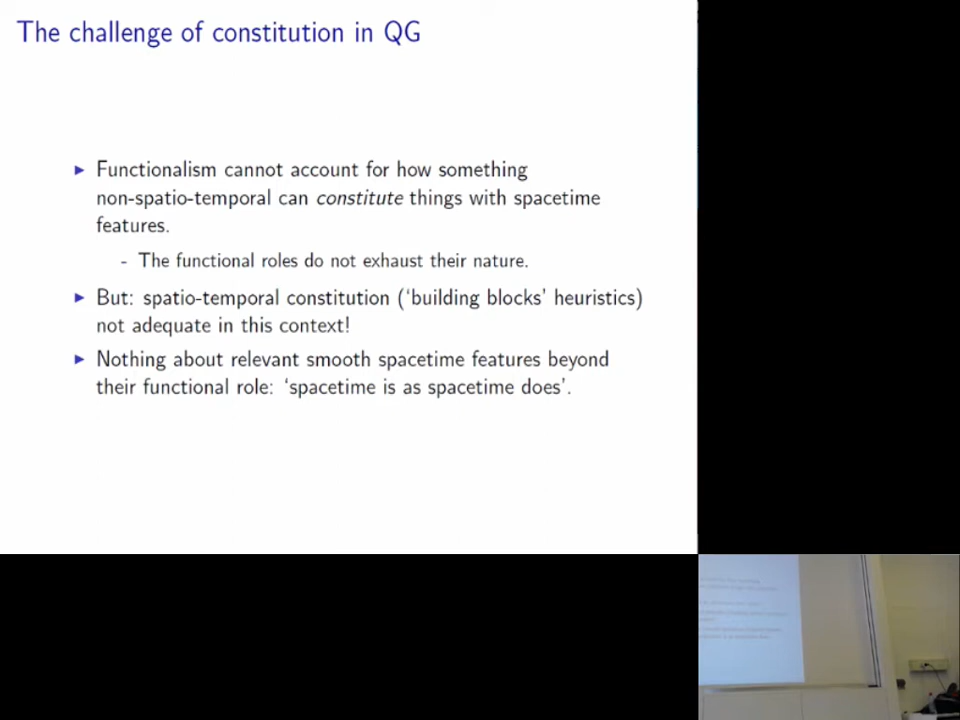 The challenge of constitution in QG
▶ Functionalism cannot account for how something
non-spatio-temporal can constitute things with spacetime
features.
- The functional roles do not exhaust their nature.
▶ But: spatio-temporal constitution (‘building blocks’ heuristics)
not adequate in this context!
▶ Nothing about relevant smooth spacetime features beyond
their functional role: ‘spacetime is as spacetime does’.